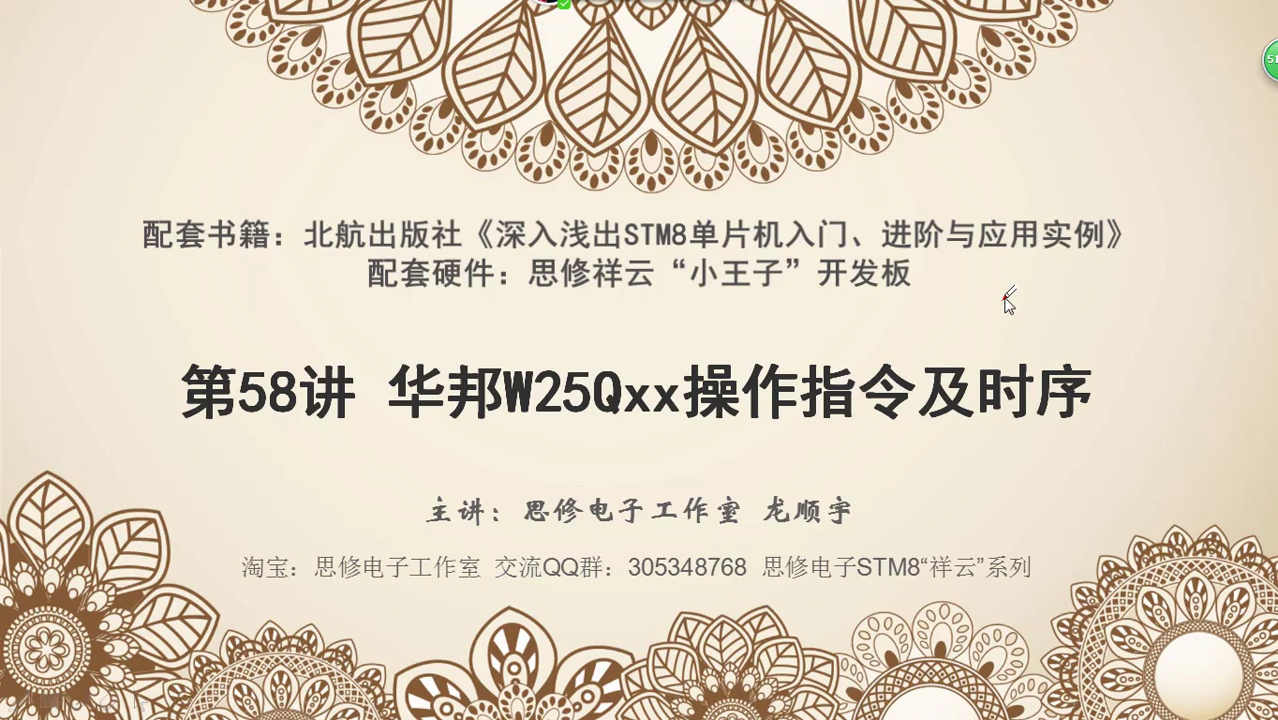 51
配套书籍：北航出版社《深入浅出STM8单片机入门、进阶与应用实例》
配套硬件：思修祥云“小王子”开发板
第58讲 华邦W25Qxx操作指令及时序
主讲：思修电子工作室 龙顺宇
淘宝：思修电子工作室 交流QQ群：305348768 思修电子STM8“祥云”系列